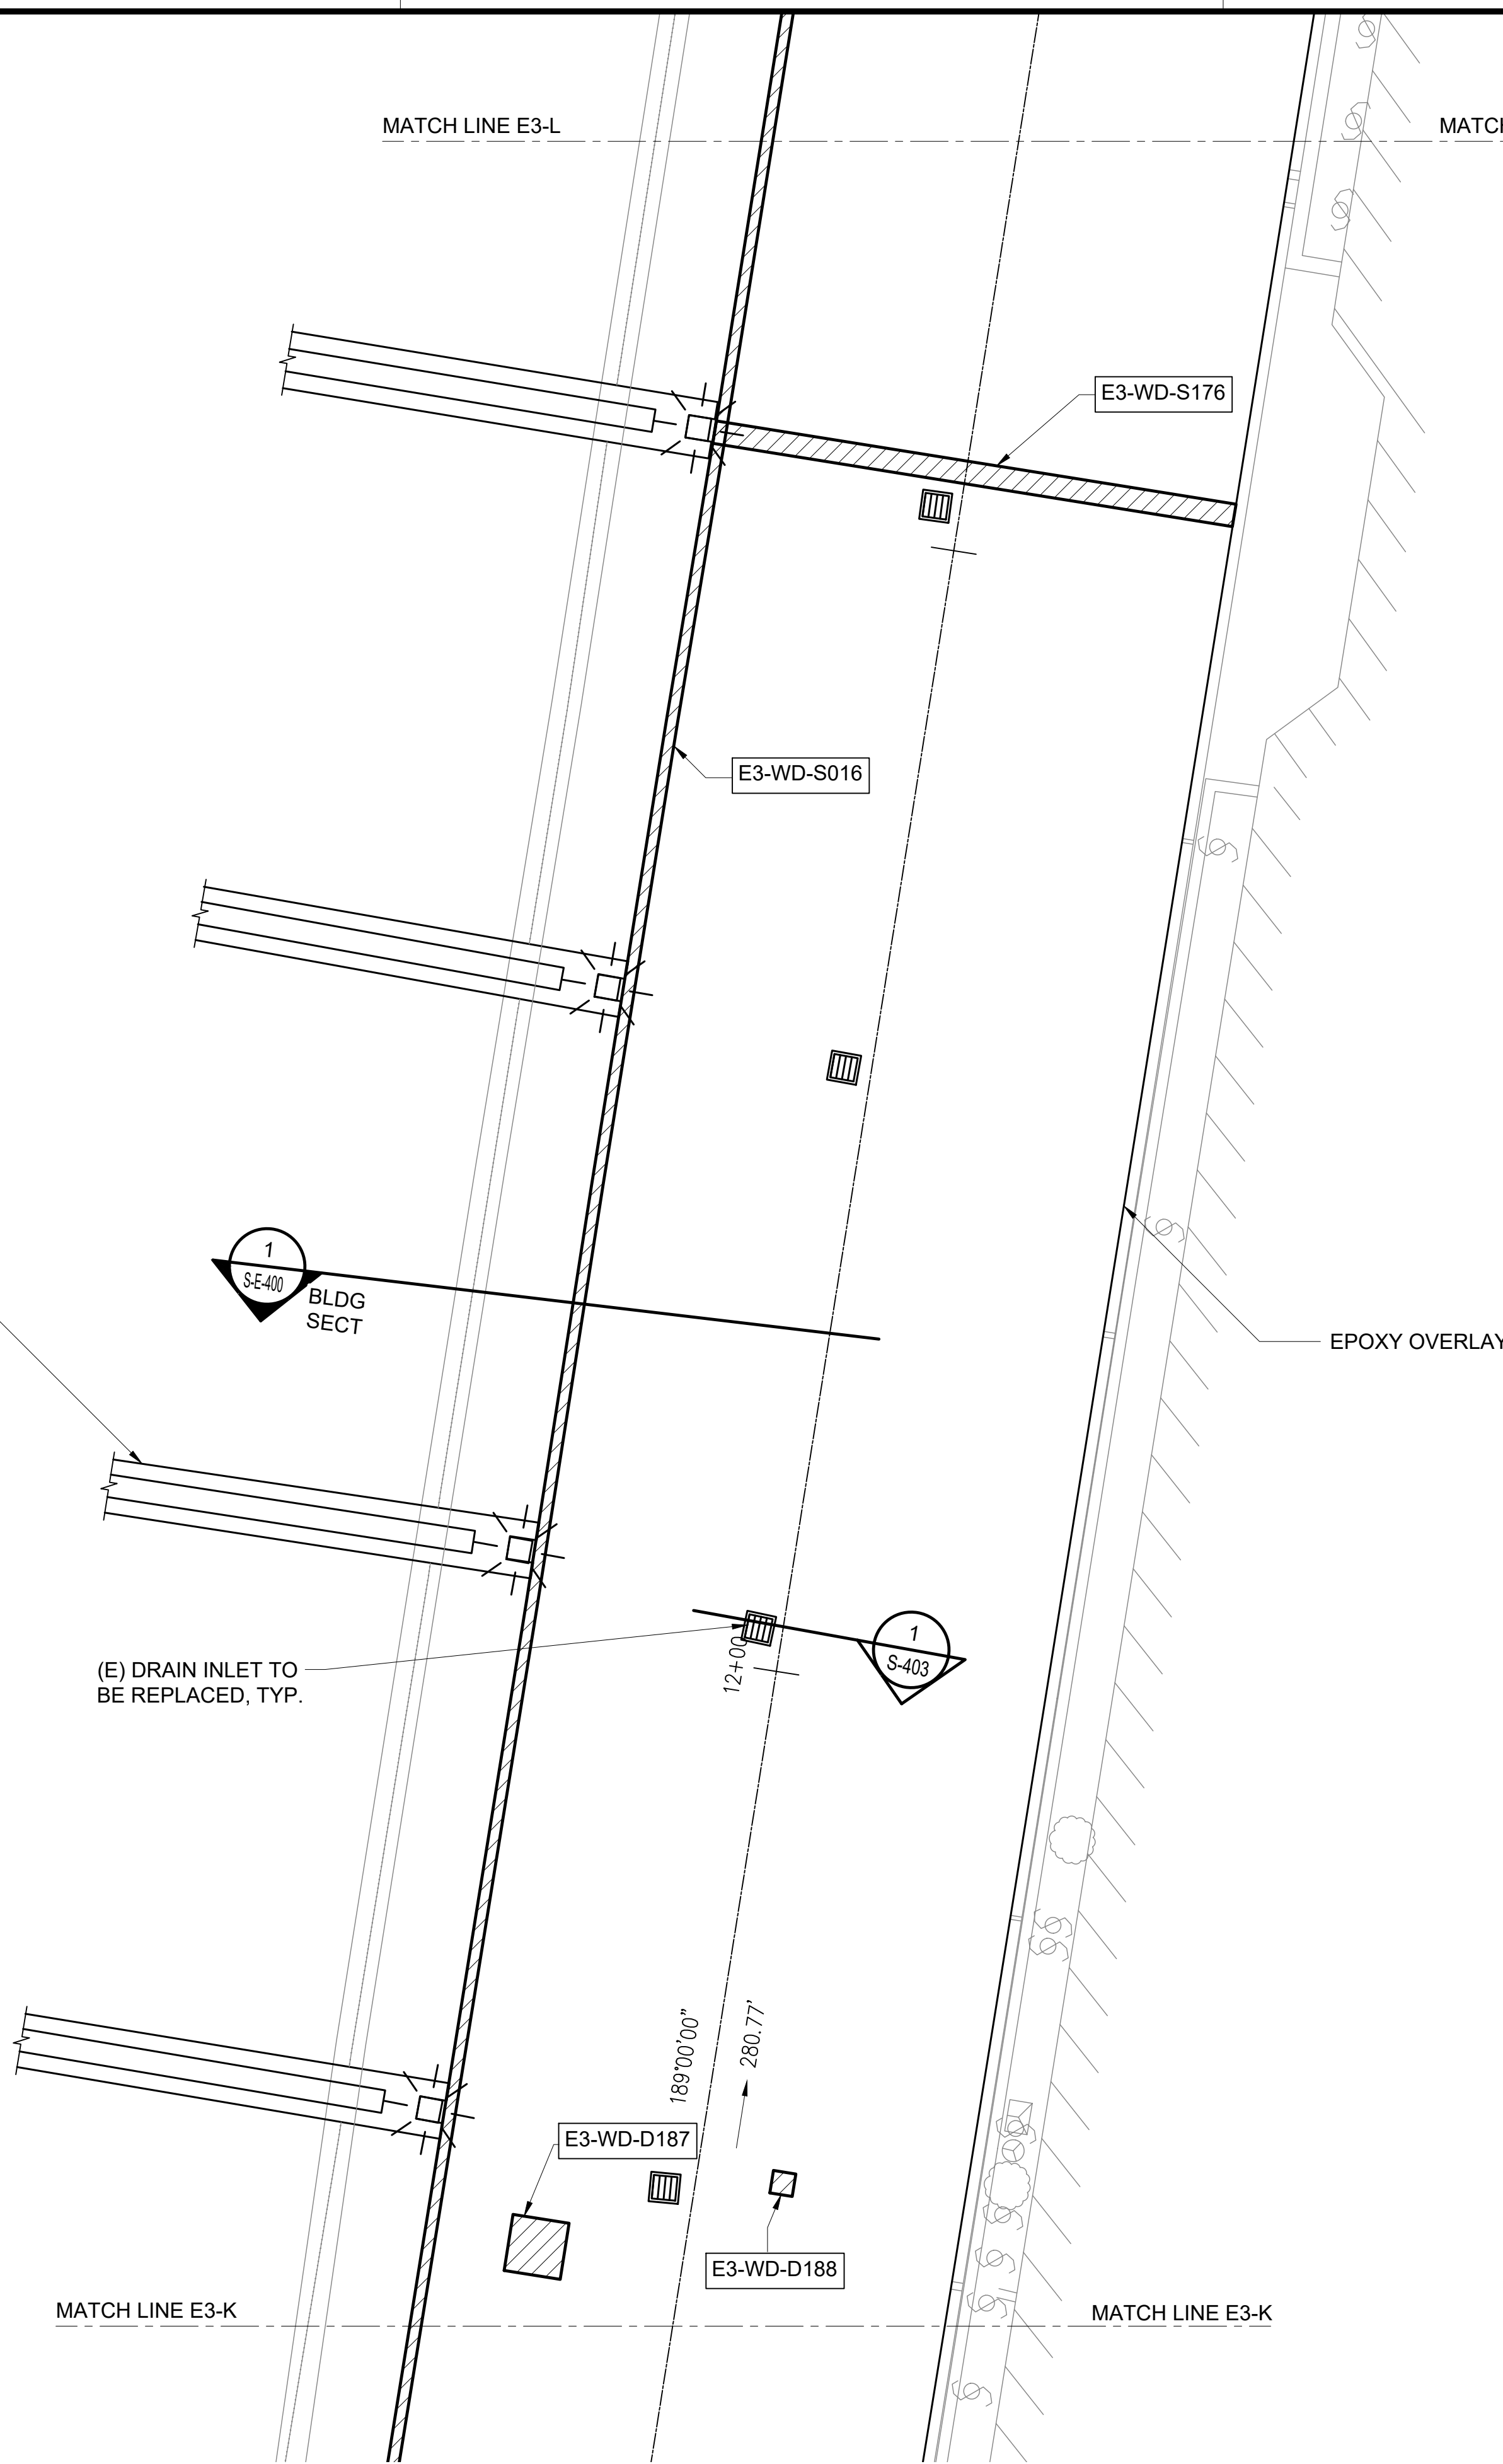 MATCH LINE E3-L
MATCH
E3-WD-S176
E3-WD-S016
1
S-E-400
BLDG
SECT
EPOXY OVERLAY
(E) DRAIN INLET TO
BE REPLACED, TYP.
12+00
1
S-403
189°00'00"
280.77'
E3-WD-D187
E3-WD-D188
MATCH LINE E3-K
MATCH LINE E3-K